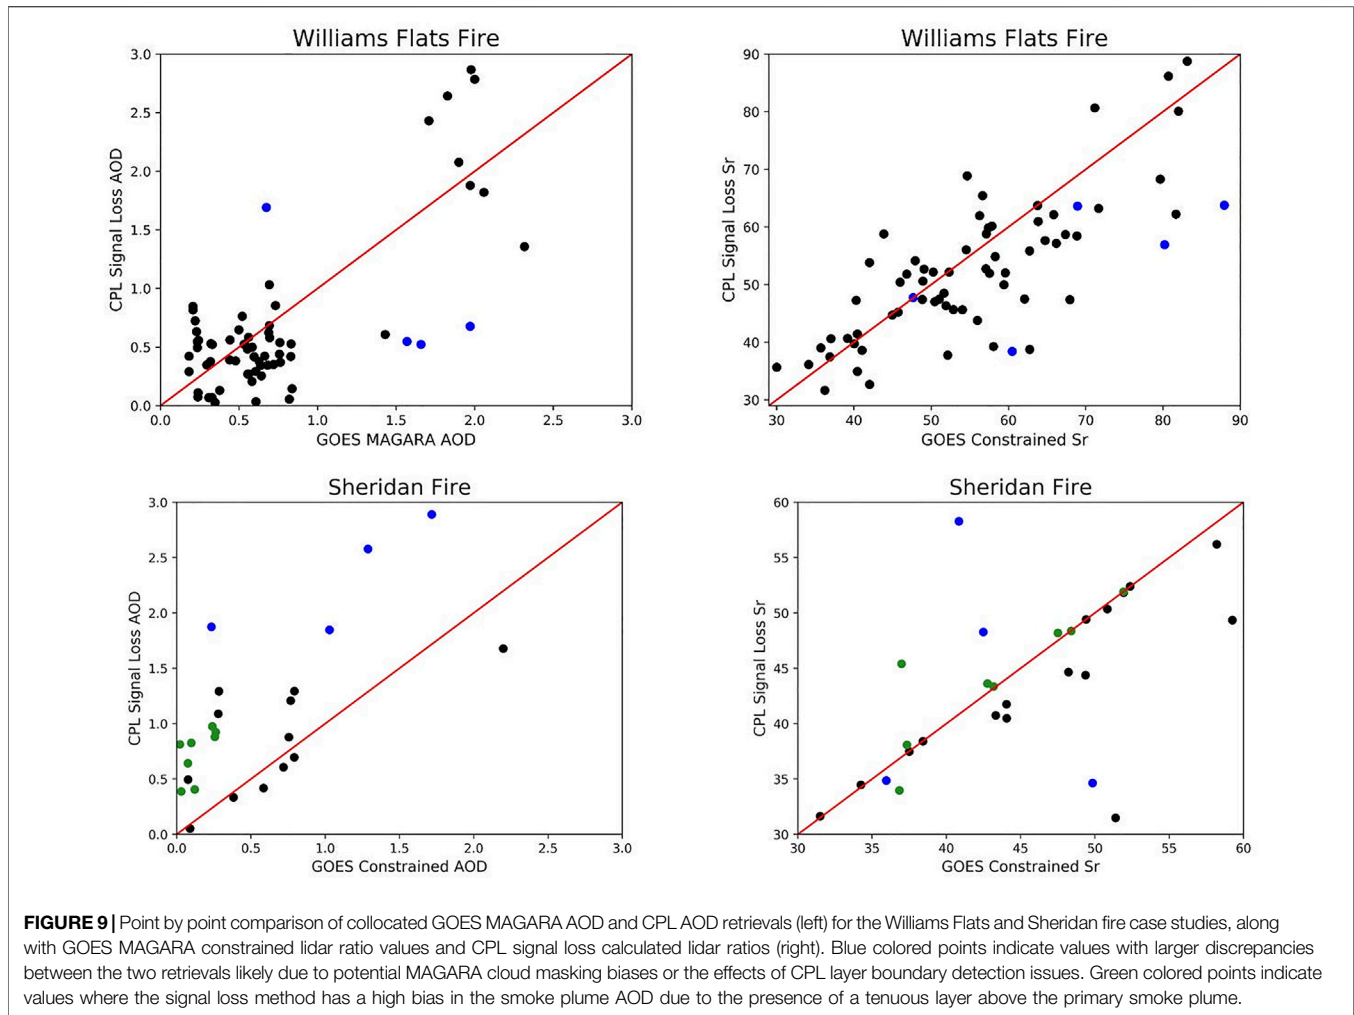 Williams Flats Fire
3.0
2.5
2.0
1.5
1.0
0.5
0.0
CPL Signal Loss AOD
0.0 0.5 1.0 1.5 2.0 2.5 3.0
GOES MAGARA AOD
Williams Flats Fire
90
80
70
60
50
40
30
CPL Signal Loss Sr
30 40 50 60 70 80 90
GOES Constrained Sr
Sheridan Fire
3.0
2.5
2.0
1.5
1.0
0.5
0.0
CPL Signal Loss AOD
0.0 0.5 1.0 1.5 2.0 2.5 3.0
GOES Constrained AOD
Sheridan Fire
60
55
50
45
40
35
30
CPL Signal Loss Sr
30 35 40 45 50 55 60
GOES Constrained Sr
FIGURE 9 | Point by point comparison of collocated GOES MAGARA AOD and CPL AOD retrievals (left) for the Williams Flats and Sheridan fire case studies, along
with GOES MAGARA constrained lidar ratio values and CPL signal loss calculated lidar ratios (right). Blue colored points indicate values with larger discrepancies
between the two retrievals likely due to potential MAGARA cloud masking biases or the effects of CPL layer boundary detection issues. Green colored points indicate
values where the signal loss method has a high bias in the smoke plume AOD due to the presence of a tenuous layer above the primary smoke plume.